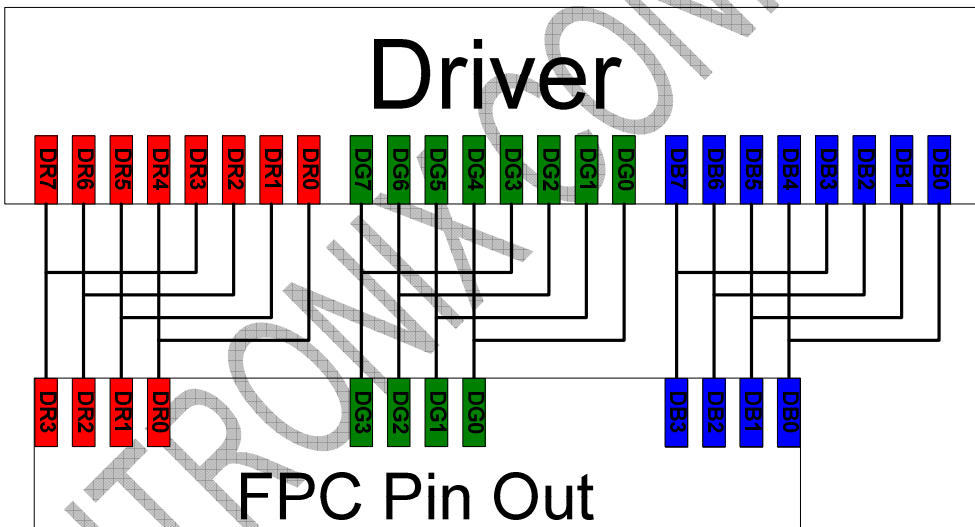 Driver
DR7 DR6 DR5 DR4 DR3 DR2 DR1 DR0 DG7 DG6 DG5 DG4 DG3 DG2 DG1 DG0 DB7 DB6 DB5 DB4 DB3 DB2 DB1 DB0
DR3 DR2 DR1 DR0 DG3 DG2 DG1 DG0 DB3 DB2 DB1 DB0
FPC Pin Out